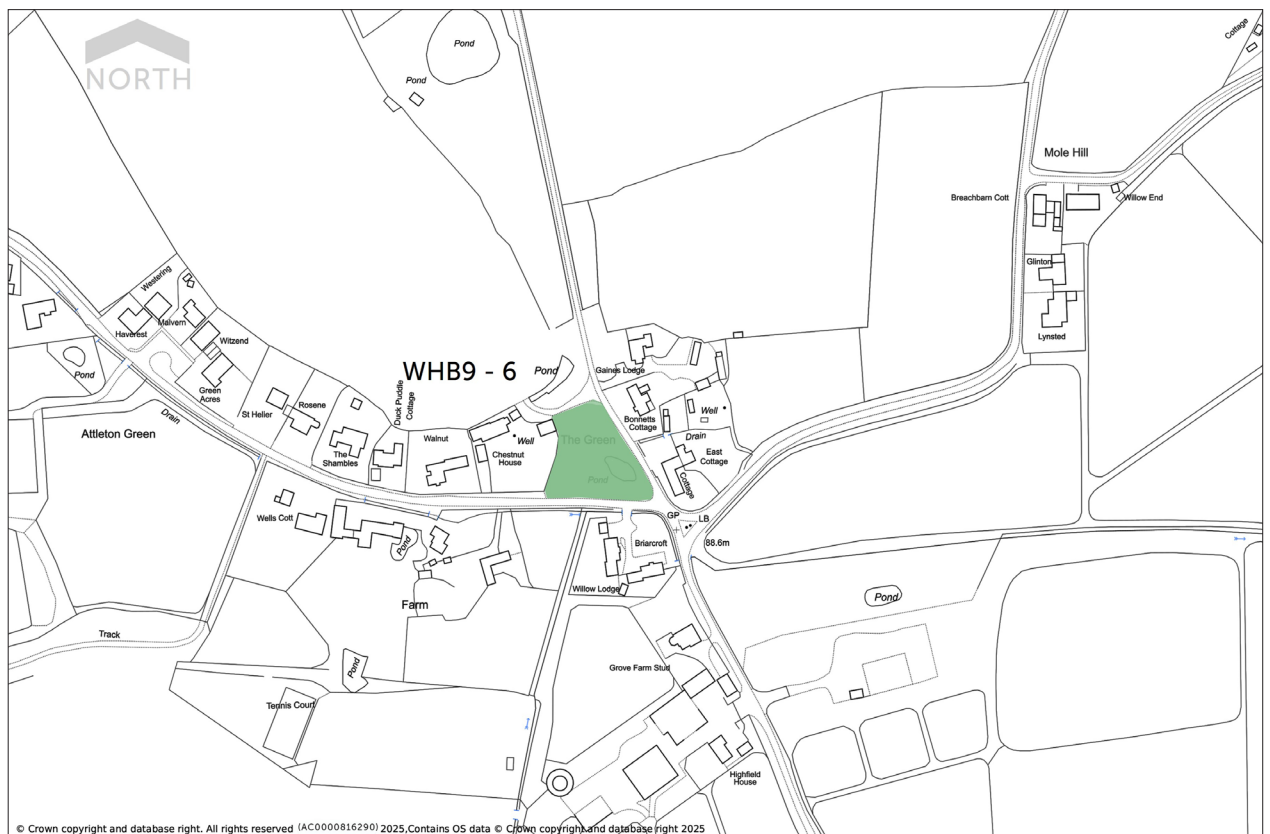 NORTH
Pond
Pond
Cottage
Mole Hill
Breachbarn Cott
Willow End
Glinton
Lynsted
Westering
Malvern
Haverest
Witzend
Green
Acres
Pond
St Helier
Rosene
Drain
Attleton Green
The
Shambles
Duck Puddle
Cottage
WHB9 - 6
Pond
Gaines Lodge
Walnut
Well
Chestnut
House
The Green
Pond
Bonnetts
Cottage
Well
Drain
East
Cottage
Cottage
GP
LB
88.6m
Wells Cott
Pond
Briarcroft
Willow Lodge
Farm
Pond
Track
Pond
Tennis Court
Grove Farm Stud
Highfield
House
© Crown copyright and database right. All rights reserved (AC0000816290) 2025,Contains OS data © Crown copyright and database right 2025